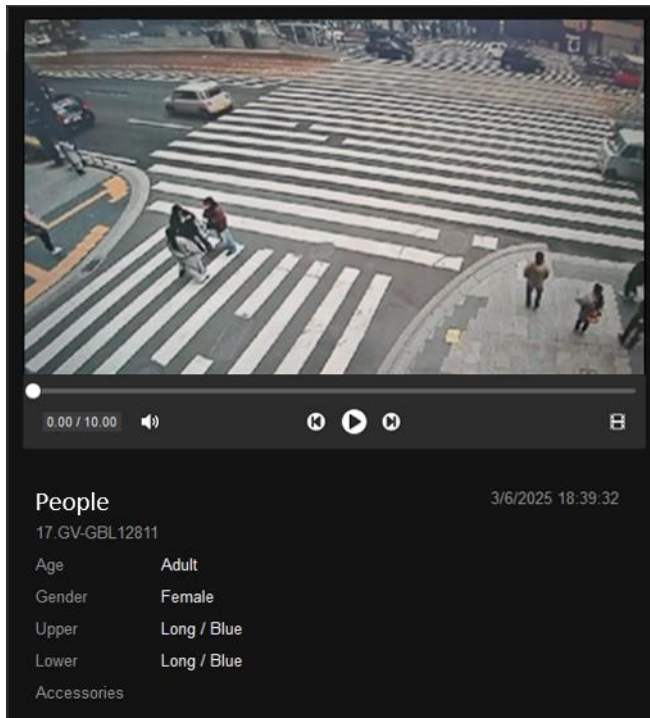 0.00 / 10.00
People 3/6/2025 18:39:32
17.GV-GBL12811
Age Adult
Gender Female
Upper Long / Blue
Lower Long / Blue
Accessories